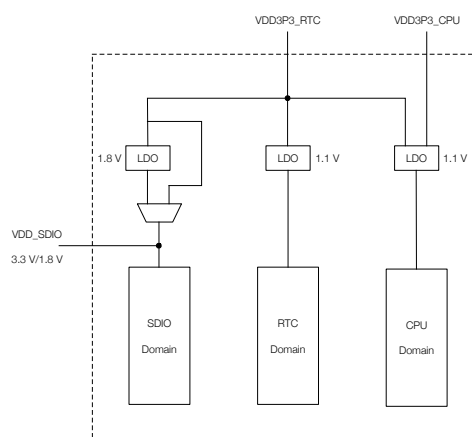 VDD3P3_RTC
VDD3P3_CPU
1.8 V
LDO
LDO
1.1 V
LDO
1.1 V
VDD_SDIO
3.3 V/1.8 V
SDIO
Domain
RTC
Domain
CPU
Domain